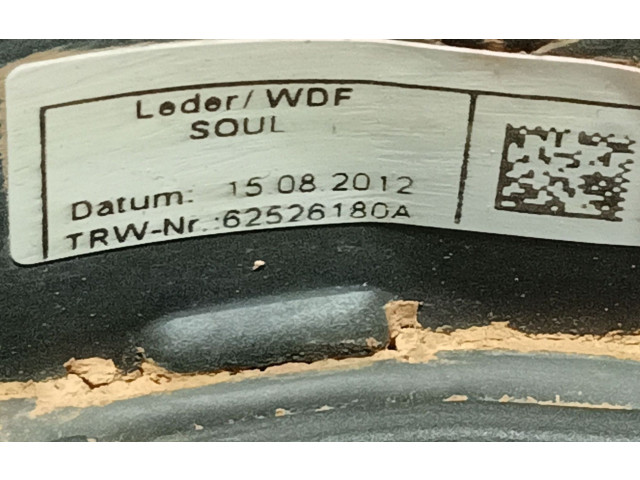 Leder/ WDF
SOUL
Datum: 15.08.2012
TRW-Nr.:62526180A